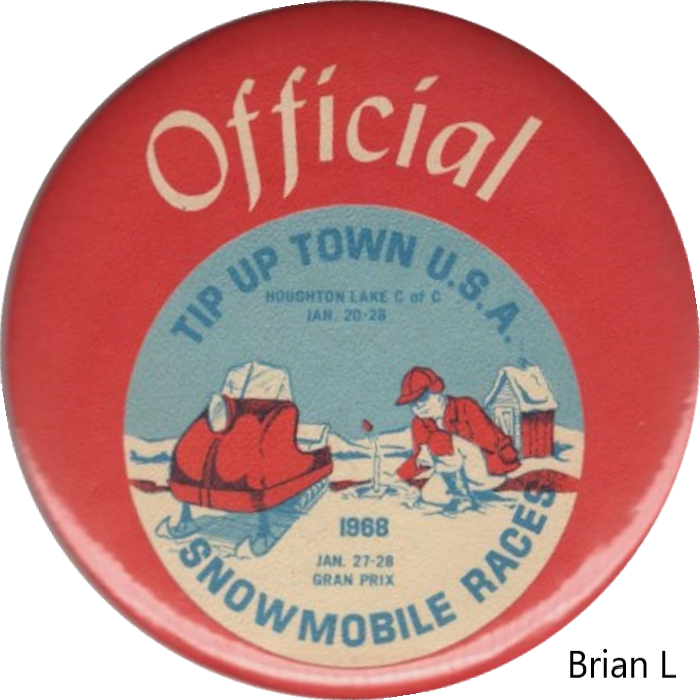 Official
TIP UP TOWN U.S.A.
HOUGHTON LAKE C of C
JAN. 20-28
1968
JAN. 27-28
GRAN PRIX
SNOWMOBILE RACES
Brian L